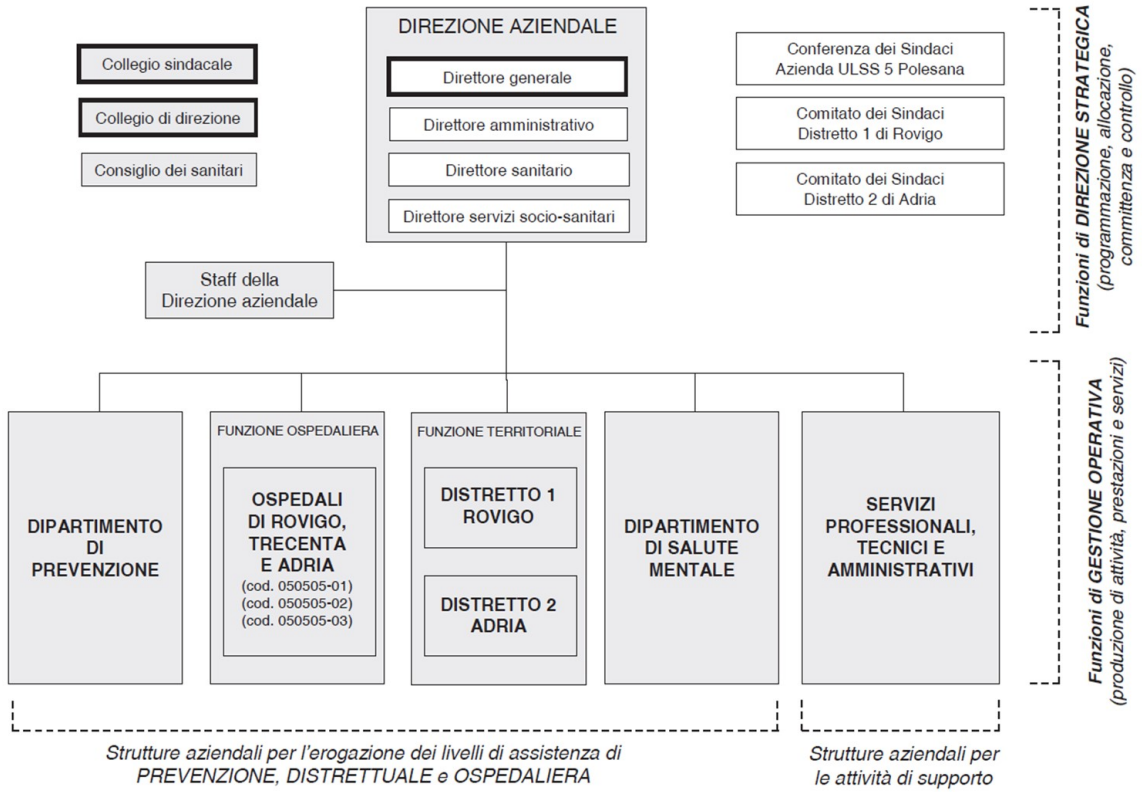 DIREZIONE AZIENDALE
Direttore generale
Direttore amministrativo
Direttore sanitario
Direttore servizi socio-sanitari
Collegio sindacale
Collegio di direzione
Consiglio dei sanitari
Conferenza dei Sindaci
Azienda ULSS 5 Polesana
Comitato dei Sindaci
Distretto 1 di Rovigo
Comitato dei Sindaci
Distretto 2 di Adria
Funzioni di DIREZIONE STRATEGICA
(programmazione, allocazione,
committenza e controllo)
Staff della
Direzione aziendale
DIPARTIMENTO
DI
PREVENZIONE
FUNZIONE OSPEDALIERA
OSPEDALI
DI ROVIGO,
TRECENTA
E ADRIA
(cod. 050505-01)
(cod. 050505-02)
(cod. 050505-03)
FUNZIONE TERRITORIALE
DISTRETTO 1
ROVIGO
DISTRETTO 2
ADRIA
DIPARTIMENTO
DI SALUTE
MENTALE
SERVIZI
PROFESSIONALI,
TECNICI E
AMMINISTRATIVI
Funzioni di GESTIONE OPERATIVA
(produzione di attività, prestazioni e servizi)
Strutture aziendali per l'erogazione dei livelli di assistenza di
PREVENZIONE, DISTRETTUALE e OSPEDALIERA
Strutture aziendali per
le attività di supporto